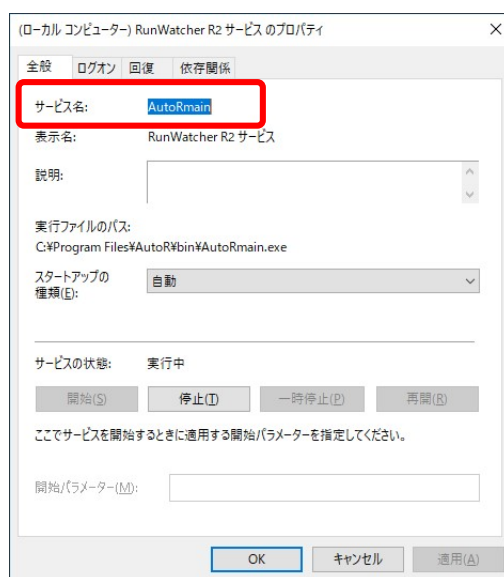 (ローカル コンピューター) RunWatcher R2 サービス のプロパティ
全般 ログオン 回復 依存関係
サービス名: AutoRmain
表示名: RunWatcher R2 サービス
説明:
実行ファイルのパス:
C:¥Program Files¥AutoR¥bin¥AutoRmain.exe
スタートアップの
種類(E): 自動
サービスの状態: 実行中
開始(S) 停止(T) 一時停止(P) 再開(R)
ここでサービスを開始するときに適用する開始パラメーターを指定してください。
開始パラメーター(M):
OK キャンセル 適用(A)